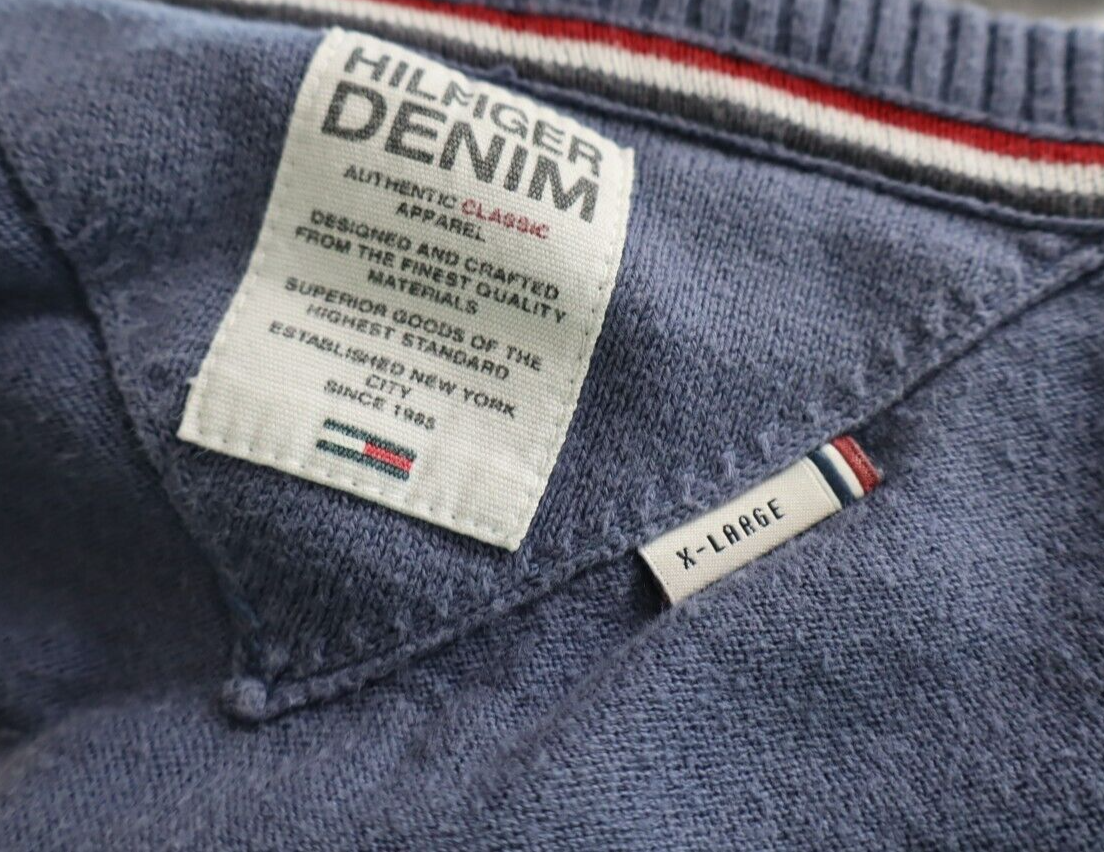 HILFIGER
DENIM
AUTHENTIC CLASSIC
APPAREL
DESIGNED AND CRAFTED
FROM THE FINEST QUALITY
MATERIALS
SUPERIOR GOODS OF THE
HIGHEST STANDARD
ESTABLISHED NEW YORK
CITY
SINCE 1985
X-LARGE